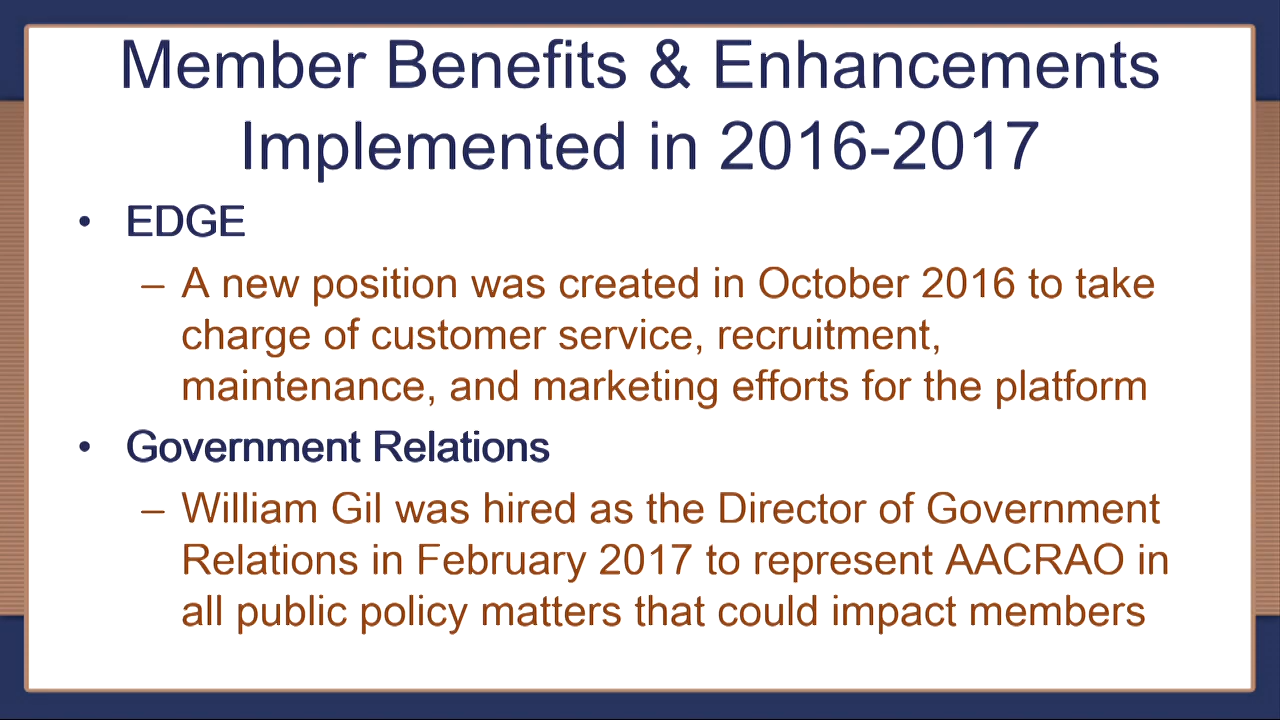 Member Benefits & Enhancements
Implemented in 2016-2017
• EDGE
– A new position was created in October 2016 to take
charge of customer service, recruitment,
maintenance, and marketing efforts for the platform
• Government Relations
– William Gil was hired as the Director of Government
Relations in February 2017 to represent AACRAO in
all public policy matters that could impact members